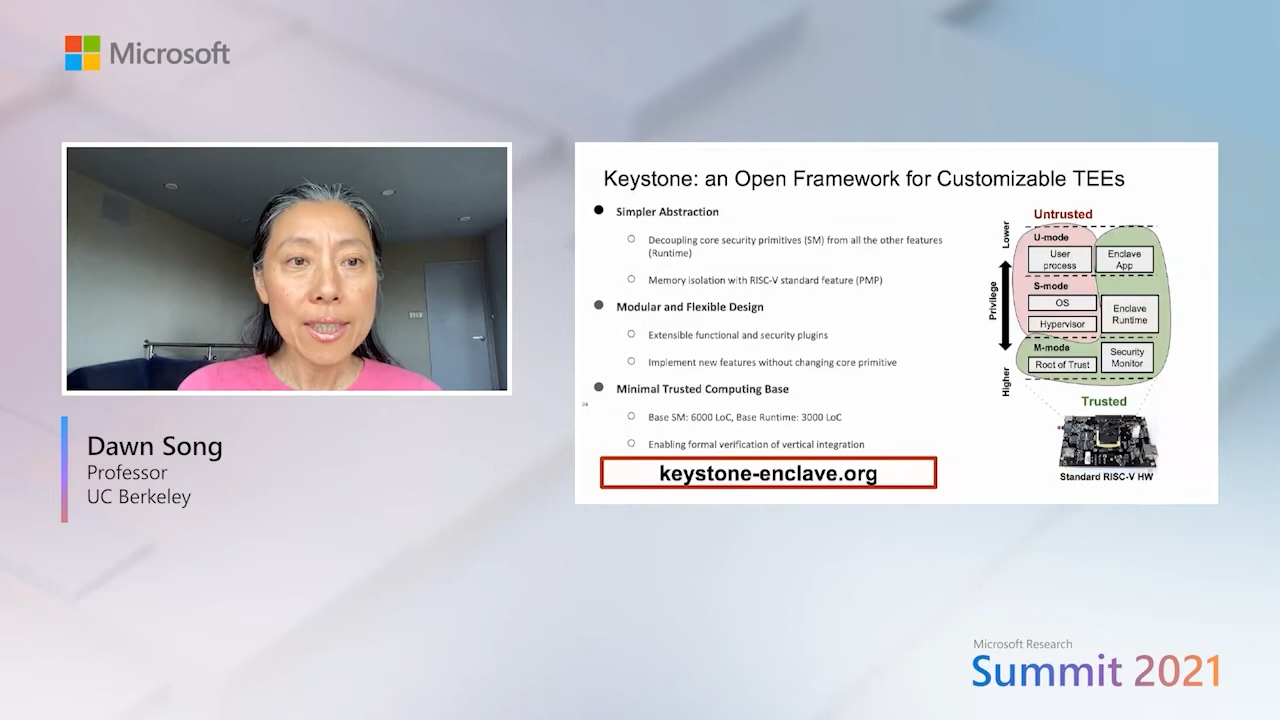 Microsoft
Keystone: an Open Framework for Customizable TEEs
Simpler Abstraction
Decoupling core security primitives (SM) from all the other features
(Runtime)
Memory isolation with RISC-V standard feature (PMP)
Modular and Flexible Design
Extensible functional and security plugins
Implement new features without changing core primitive
Minimal Trusted Computing Base
Base SM: 6000 LoC, Base Runtime: 3000 LoC
Enabling formal verification of vertical integration
keystone-enclave.org
Untrusted
Lower
Privilege
Higher
U-mode
User
process
Enclave
App
S-mode
OS
Hypervisor
Enclave
Runtime
M-mode
Root of Trust
Security
Monitor
Trusted
Standard RISC-V HW
Dawn Song
Professor
UC Berkeley
Microsoft Research
Summit 2021